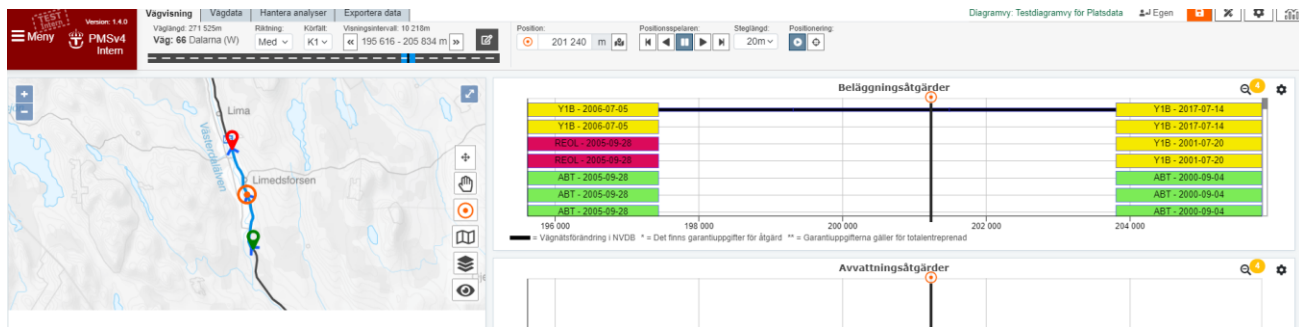 TEST
Intern
Version: 1.4.0
Meny
PMSv4
Intern
Vägvisning
Vägdata
Hantera analyser
Exportera data
Diagramvy: Testdiagramvy för Platsdata
Egen
Väglängd: 271 525m
Riktning:
Körfält:
Visningsintervall: 10 218m
Väg: 66 Dalarna (W)
Med
K1
195 616 - 205 834 m
Position:
201 240 m
Positionsspelaren:
Steglängd:
20m
Positionering:
Lima
Västerdalälven
Limedsforsen
Beläggningsåtgärder
4
Y1B - 2006-07-05
Y1B - 2017-07-14
Y1B - 2006-07-05
Y1B - 2017-07-14
REOL - 2005-09-28
Y1B - 2001-07-20
REOL - 2005-09-28
Y1B - 2001-07-20
ABT - 2005-09-28
ABT - 2000-09-04
ABT - 2005-09-28
ABT - 2000-09-04
ABT - 2005-09-28
ABT - 2000-09-04
196 000
198 000
200 000
202 000
204 000
= Vägnätsförändring i NVDB * = Det finns garantiuppgifter för åtgärd ** = Garantiuppgifterna gäller för totalentreprenad
Avvattningsåtgärder
4